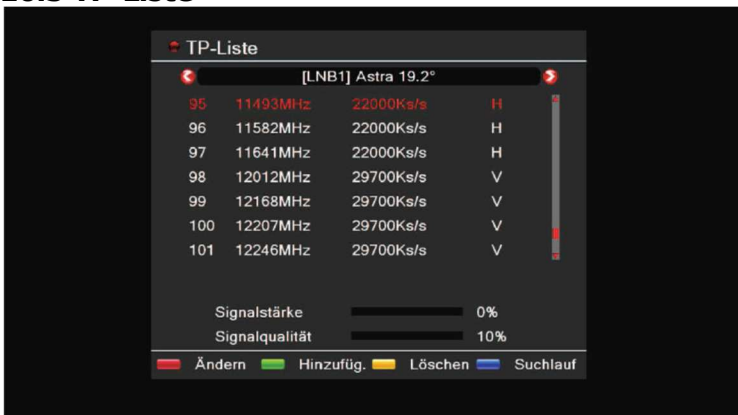 TP-Liste
[LNB1] Astra 19.2°
95 11493MHz 22000Ks/s H
96 11582MHz 22000Ks/s H
97 11641MHz 22000Ks/s H
98 12012MHz 29700Ks/s V
99 12168MHz 29700Ks/s V
100 12207MHz 29700Ks/s V
101 12246MHz 29700Ks/s V
Signalstärke 0%
Signalqualität 10%
Ändern Hinzufüg. Löschen Suchlauf